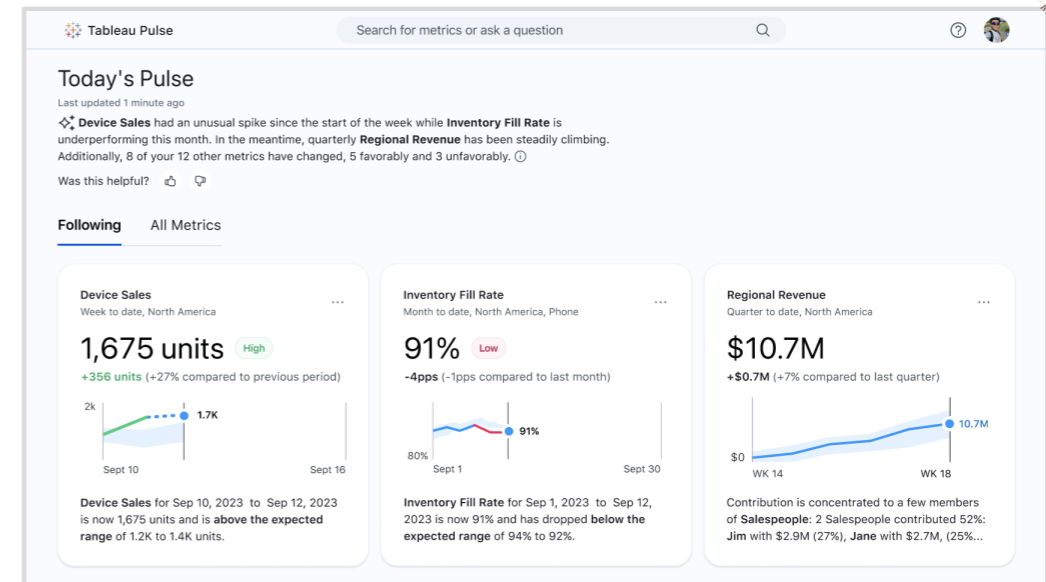 Tableau Pulse
Search for metrics or ask a question
Today's Pulse
Last updated 1 minute ago
Device Sales had an unusual spike since the start of the week while Inventory Fill Rate is
underperforming this month. In the meantime, quarterly Regional Revenue has been steadily climbing.
Additionally, 8 of your 12 other metrics have changed, 5 favorably and 3 unfavorably.
Was this helpful?
Following
All Metrics
Device Sales
Week to date, North America
1,675 units
High
+356 units (+27% compared to previous period)
2k
1.7K
Sept 10
Sept 16
Device Sales for Sep 10, 2023 to Sep 12, 2023
is now 1,675 units and is above the expected
range of 1.2K to 1.4K units.
Inventory Fill Rate
Month to date, North America, Phone
91%
Low
-4pps (-1pps compared to last month)
91%
80%
Sept 1
Sept 30
Inventory Fill Rate for Sep 1, 2023 to Sep 12,
2023 is now 91% and has dropped below the
expected range of 94% to 92%.
Regional Revenue
Quarter to date, North America
$10.7M
+$0.7M (+7% compared to last quarter)
10.7M
$0
WK 14
WK 18
Contribution is concentrated to a few members
of Salespeople: 2 Salespeople contributed 52%:
Jim with $2.9M (27%), Jane with $2.7M, (25%...